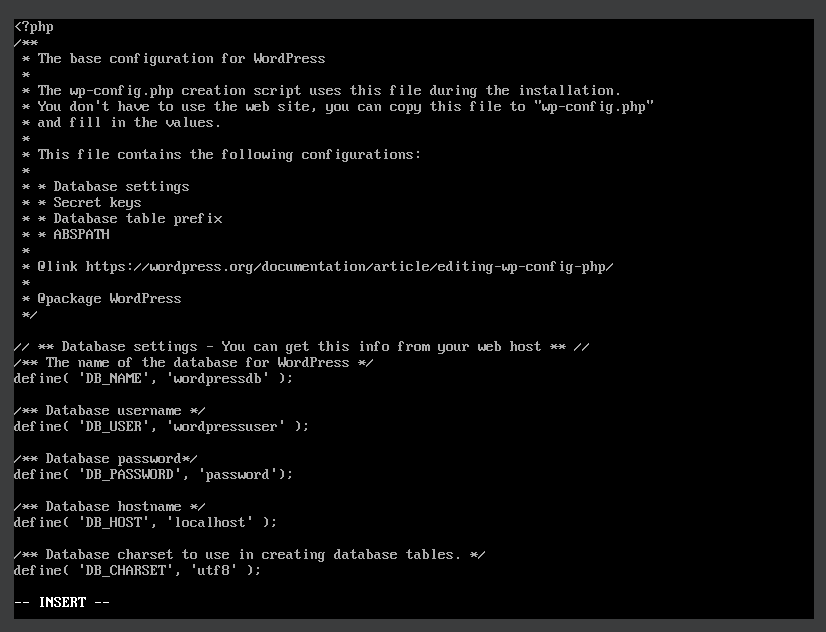 <?php
/**
 * The base configuration for WordPress
 *
 * The wp-config.php creation script uses this file during the installation.
 * You don't have to use the web site, you can copy this file to "wp-config.php"
 * and fill in the values.
 *
 * This file contains the following configurations:
 *
 * * Database settings
 * * Secret keys
 * * Database table prefix
 * * ABSPATH
 *
 * @link https://wordpress.org/documentation/article/editing-wp-config-php/
 *
 * @package WordPress
 */

// ** Database settings - You can get this info from your web host ** //
/** The name of the database for WordPress */
define( 'DB_NAME', 'wordpressdb' );

/** Database username */
define( 'DB_USER', 'wordpressuser' );

/** Database password*/
define( 'DB_PASSWORD', 'password');

/** Database hostname */
define( 'DB_HOST', 'localhost' );

/** Database charset to use in creating database tables. */
define( 'DB_CHARSET', 'utf8' );

-- INSERT --